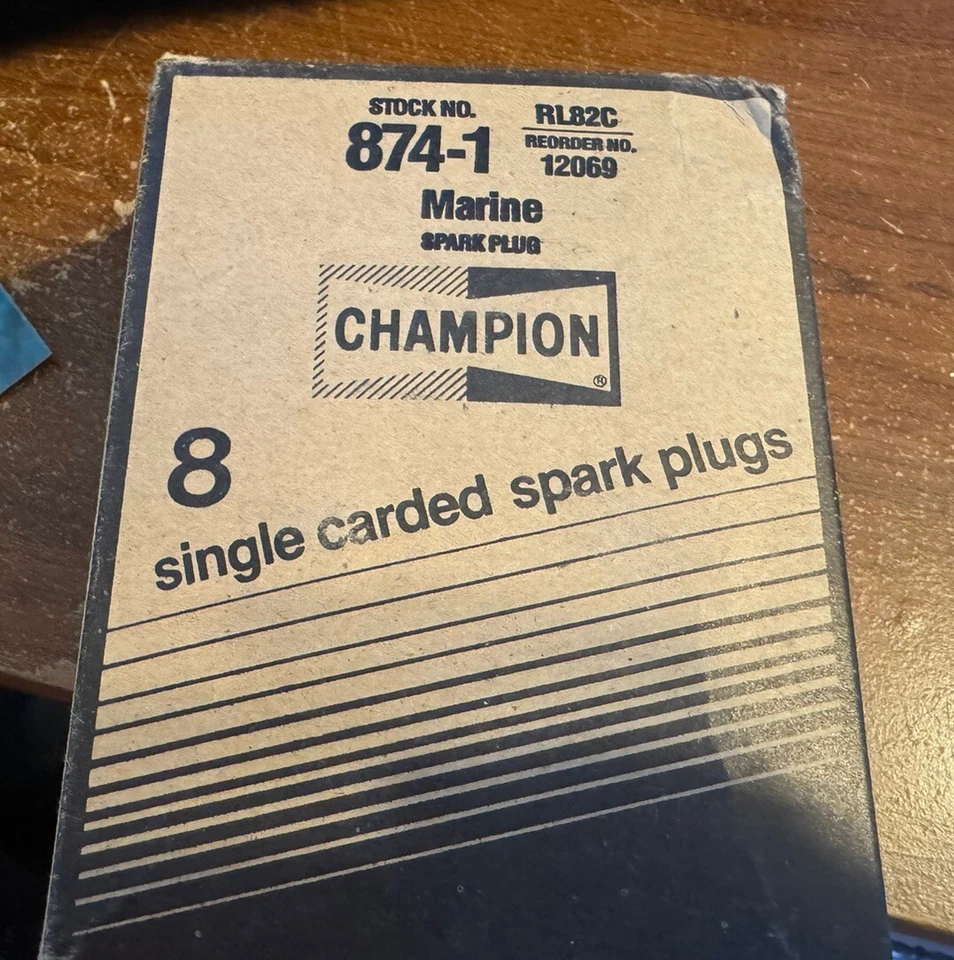 STOCK NO. RL82C
874-1 REORDER NO.
12069
Marine
SPARK PLUG
CHAMPION®
8
single carded spark plugs